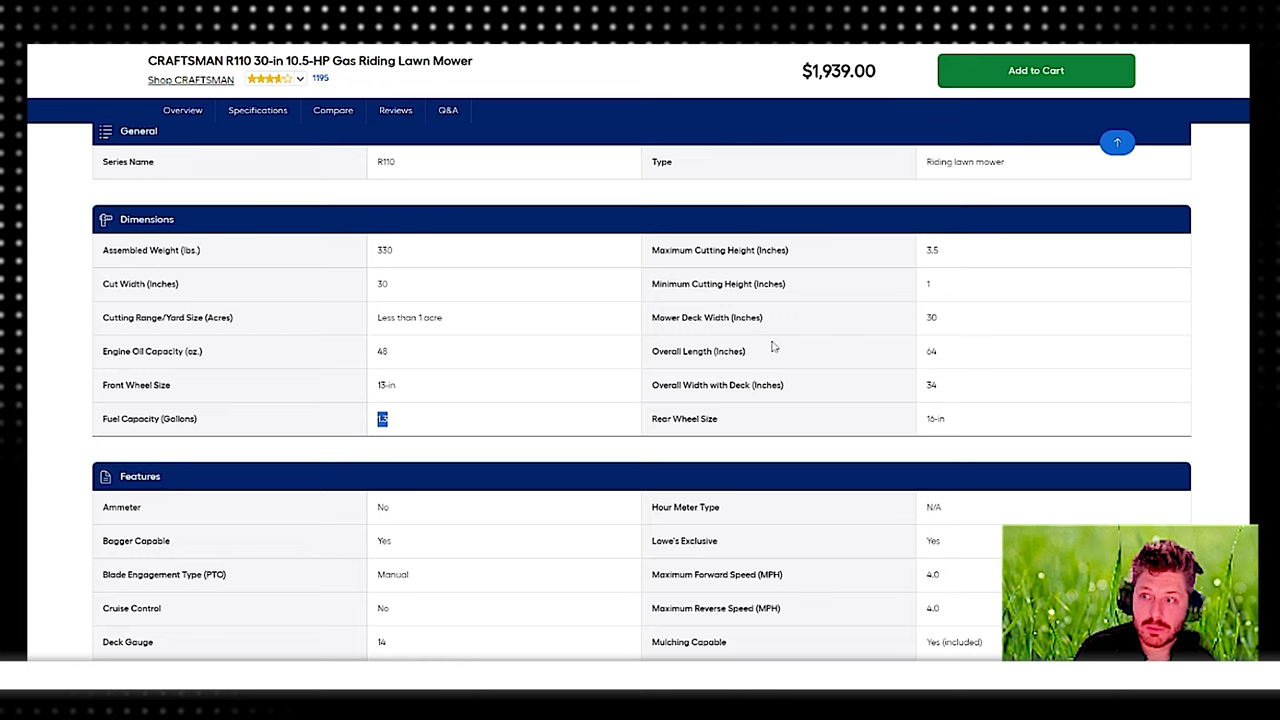 CRAFTSMAN R110 30-in 10.5-HP Gas Riding Lawn Mower
Shop CRAFTSMAN 1195
$1,939.00
Add to Cart
Overview Specifications Compare Reviews Q&A
General
Series Name R110 Type Riding lawn mower
Dimensions
Assembled Weight (lbs.) 330 Maximum Cutting Height (Inches) 3.5
Cut Width (Inches) 30 Minimum Cutting Height (Inches) 1
Cutting Range/Yard Size (Acres) Less than 1 acre Mower Deck Width (Inches) 30
Engine Oil Capacity (oz.) 48 Overall Length (Inches) 64
Front Wheel Size 13-in Overall Width with Deck (Inches) 34
Fuel Capacity (Gallons) 1.3 Rear Wheel Size 16-in
Features
Ammeter No Hour Meter Type N/A
Bagger Capable Yes Lowe's Exclusive Yes
Blade Engagement Type (PTO) Manual Maximum Forward Speed (MPH) 4.0
Cruise Control No Maximum Reverse Speed (MPH) 4.0
Deck Gauge 14 Mulching Capable Yes (included)